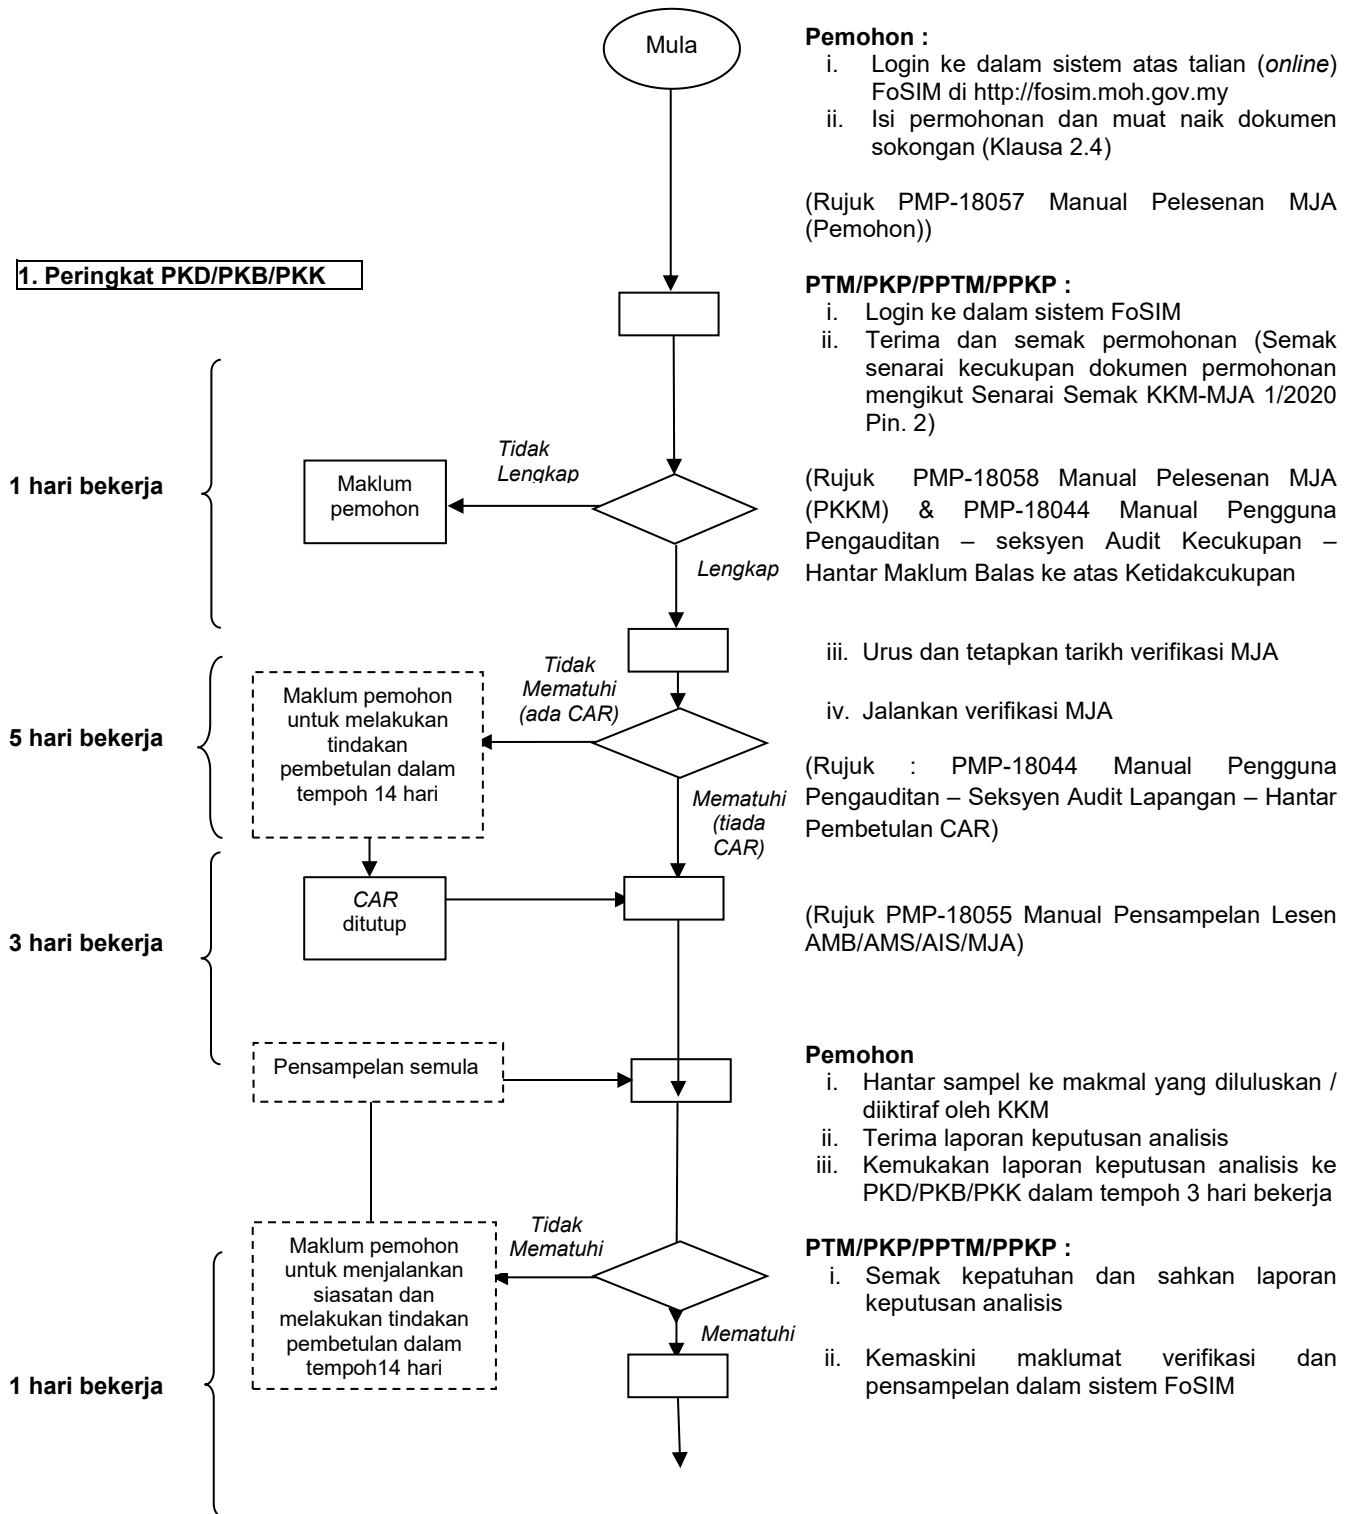 Mula
Pemohon :
i. Login ke dalam sistem atas talian (online)
FoSIM di http://fosim.moh.gov.my
ii. Isi permohonan dan muat naik dokumen
sokongan (Klausa 2.4)
(Rujuk PMP-18057 Manual Pelesenan MJA
(Pemohon))
1. Peringkat PKD/PKB/PKK
PTM/PKP/PPTM/PPKP :
i. Login ke dalam sistem FoSIM
ii. Terima dan semak permohonan (Semak
senarai kecukupan dokumen permohonan
mengikut Senarai Semak KKM-MJA 1/2020
Pin. 2)
1 hari bekerja
Maklum
pemohon
Tidak
Lengkap
Lengkap
(Rujuk PMP-18058 Manual Pelesenan MJA
(PKKM) & PMP-18044 Manual Pengguna
Pengauditan – seksyen Audit Kecukupan –
Hantar Maklum Balas ke atas Ketidakcukupan
5 hari bekerja
Maklum pemohon
untuk melakukan
tindakan
pembetulan dalam
tempoh 14 hari
Tidak
Mematuhi
(ada CAR)
Mematuhi
(tiada
CAR)
iii. Urus dan tetapkan tarikh verifikasi MJA
iv. Jalankan verifikasi MJA
(Rujuk : PMP-18044 Manual Pengguna
Pengauditan – Seksyen Audit Lapangan – Hantar
Pembetulan CAR)
3 hari bekerja
CAR
ditutup
(Rujuk PMP-18055 Manual Pensampelan Lesen
AMB/AMS/AIS/MJA)
Pensampelan semula
Pemohon
i. Hantar sampel ke makmal yang diluluskan /
diiktiraf oleh KKM
ii. Terima laporan keputusan analisis
iii. Kemukakan laporan keputusan analisis ke
PKD/PKB/PKK dalam tempoh 3 hari bekerja
1 hari bekerja
Maklum pemohon
untuk menjalankan
siasatan dan
melakukan tindakan
pembetulan dalam
tempoh14 hari
Tidak
Mematuhi
Mematuhi
PTM/PKP/PPTM/PPKP :
i. Semak kepatuhan dan sahkan laporan
keputusan analisis
ii. Kemaskini maklumat verifikasi dan
pensampelan dalam sistem FoSIM